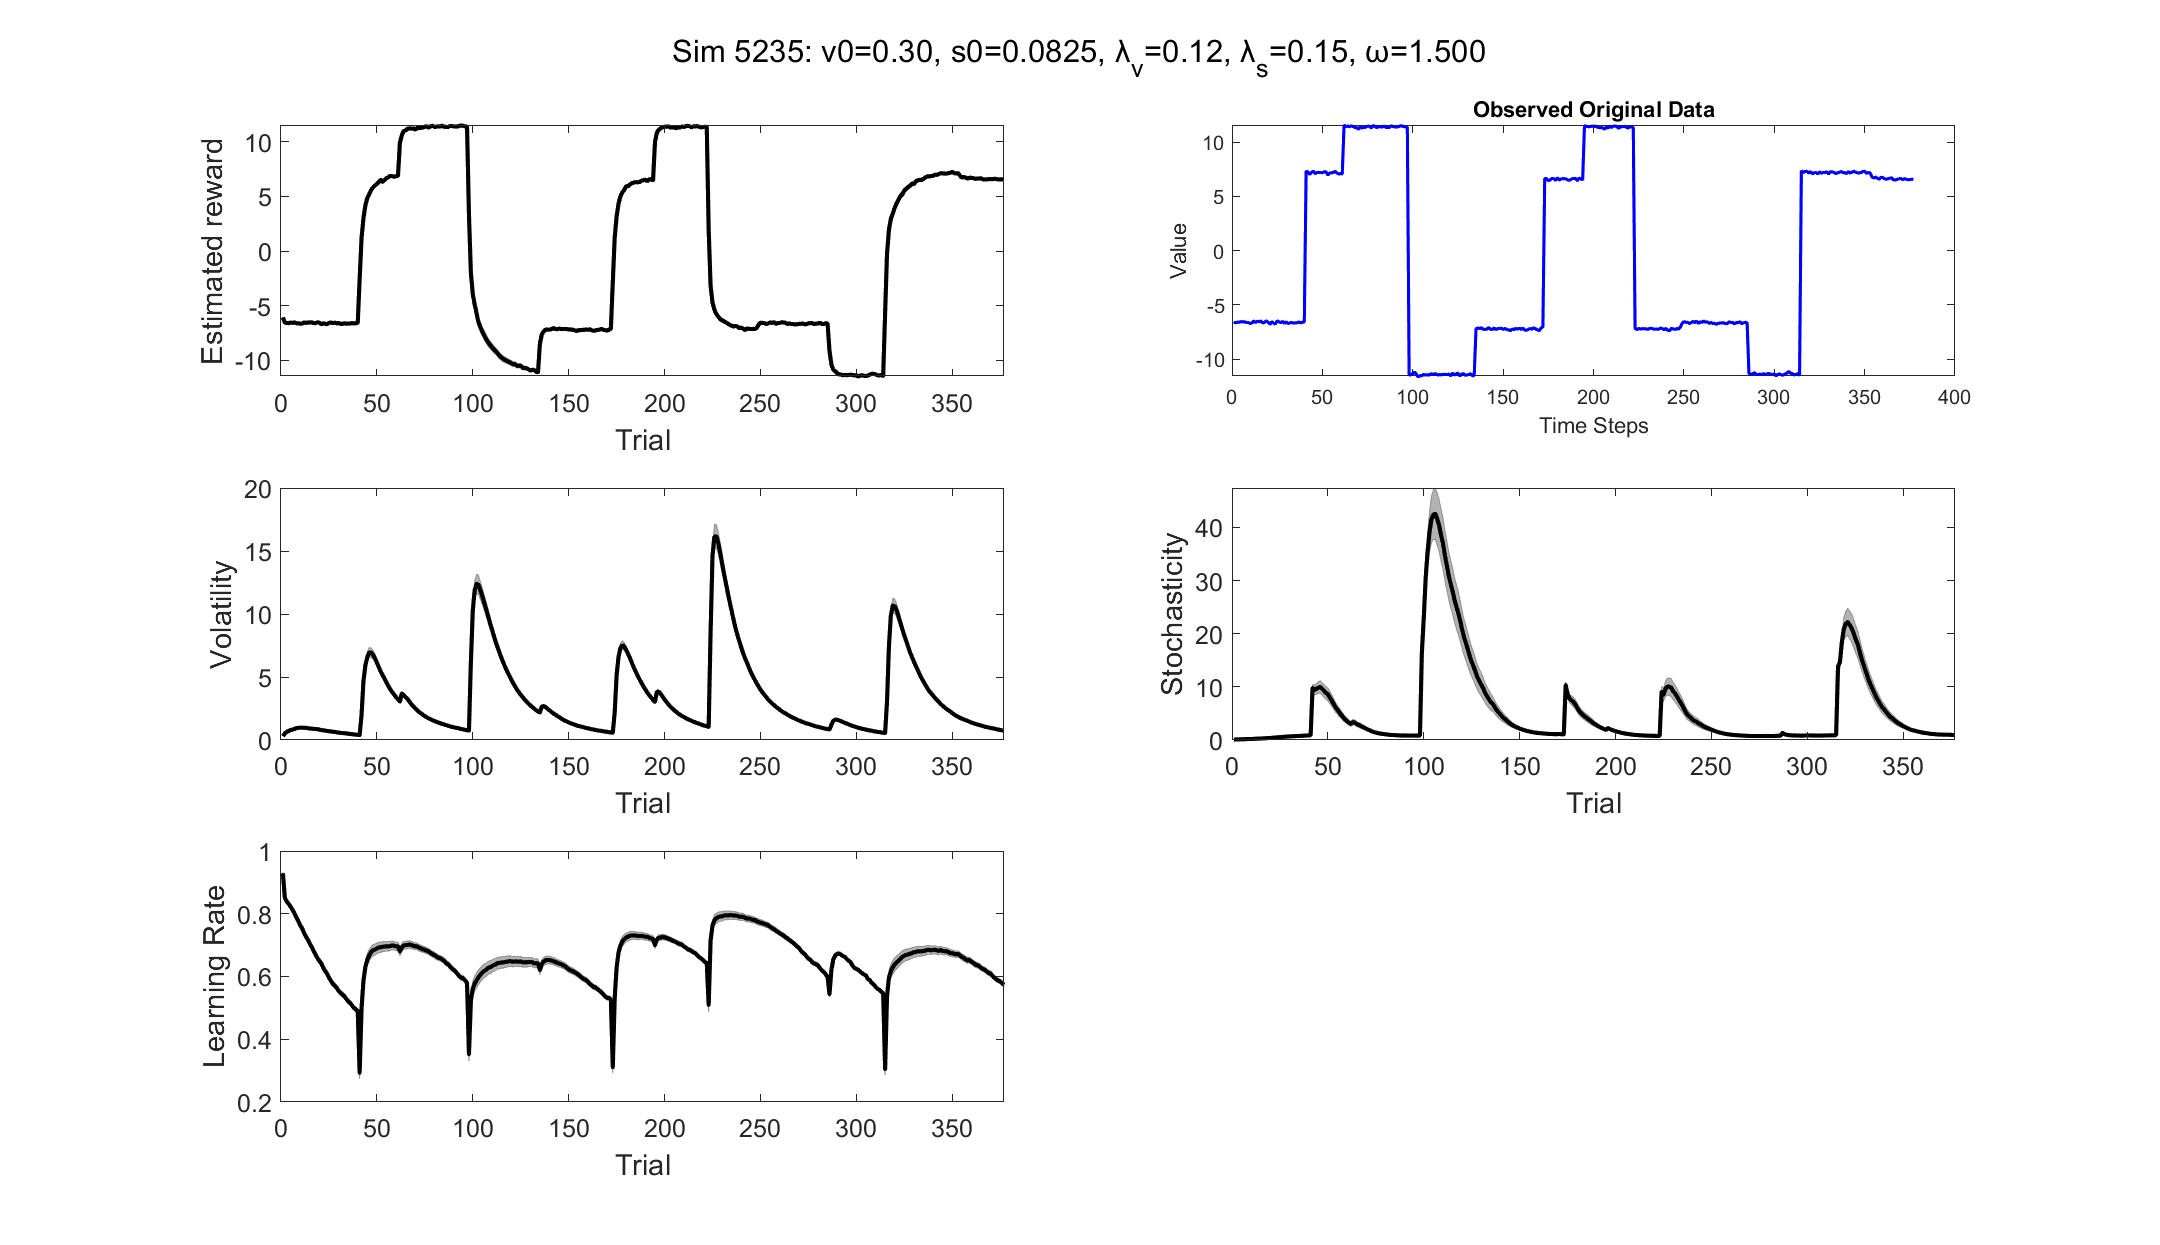 Sim 5235: v0=0.30, s0=0.0825, λv=0.12, λs=0.15, ω=1.500
Estimated reward
10
5
0
-5
-10
0 50 100 150 200 250 300 350
Trial
Observed Original Data
Value
10
5
0
-5
-10
0 50 100 150 200 250 300 350 400
Time Steps
Volatility
20
15
10
5
0
0 50 100 150 200 250 300 350
Trial
Stochasticity
40
30
20
10
0
0 50 100 150 200 250 300 350
Trial
Learning Rate
1
0.8
0.6
0.4
0.2
0 50 100 150 200 250 300 350
Trial